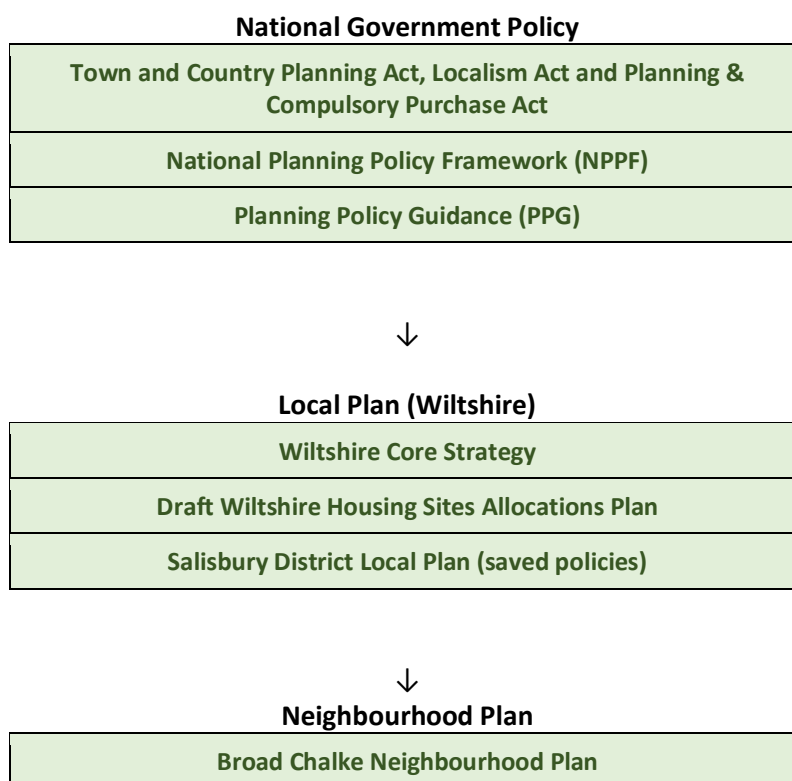 National Government Policy
Town and Country Planning Act, Localism Act and Planning &
Compulsory Purchase Act
National Planning Policy Framework (NPPF)
Planning Policy Guidance (PPG)
↓
Local Plan (Wiltshire)
Wiltshire Core Strategy
Draft Wiltshire Housing Sites Allocations Plan
Salisbury District Local Plan (saved policies)
↓
Neighbourhood Plan
Broad Chalke Neighbourhood Plan